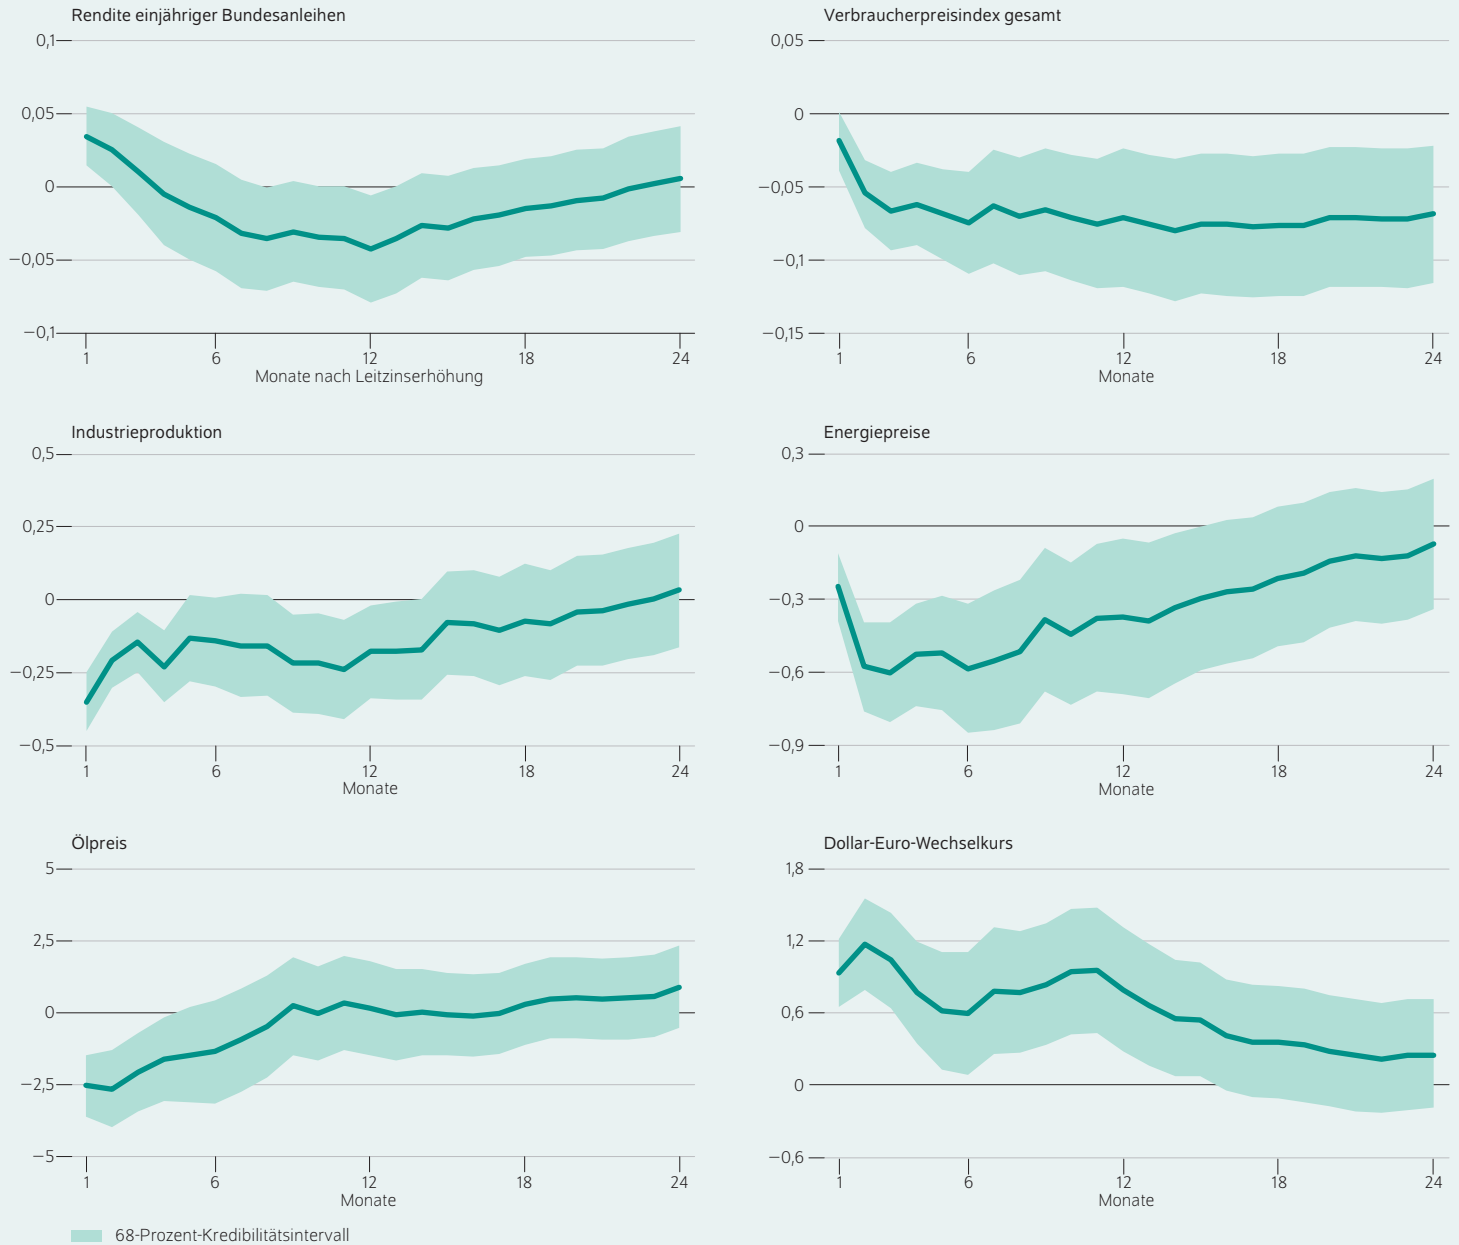 Rendite einjähriger Bundesanleihen
0,1
0,05
0
−0,05
−0,1
1 6 12 18 24
Monate nach Leitzinserhöhung
Verbraucherpreisindex gesamt
0,05
0
−0,05
−0,1
−0,15
1 6 12 18 24
Monate
Industrieproduktion
0,5
0,25
0
−0,25
−0,5
1 6 12 18 24
Monate
Energiepreise
0,3
0
−0,3
−0,6
−0,9
1 6 12 18 24
Monate
Ölpreis
5
2,5
0
−2,5
−5
1 6 12 18 24
Monate
Dollar-Euro-Wechselkurs
1,8
1,2
0,6
0
−0,6
1 6 12 18 24
Monate
68-Prozent-Kredibilitätsintervall